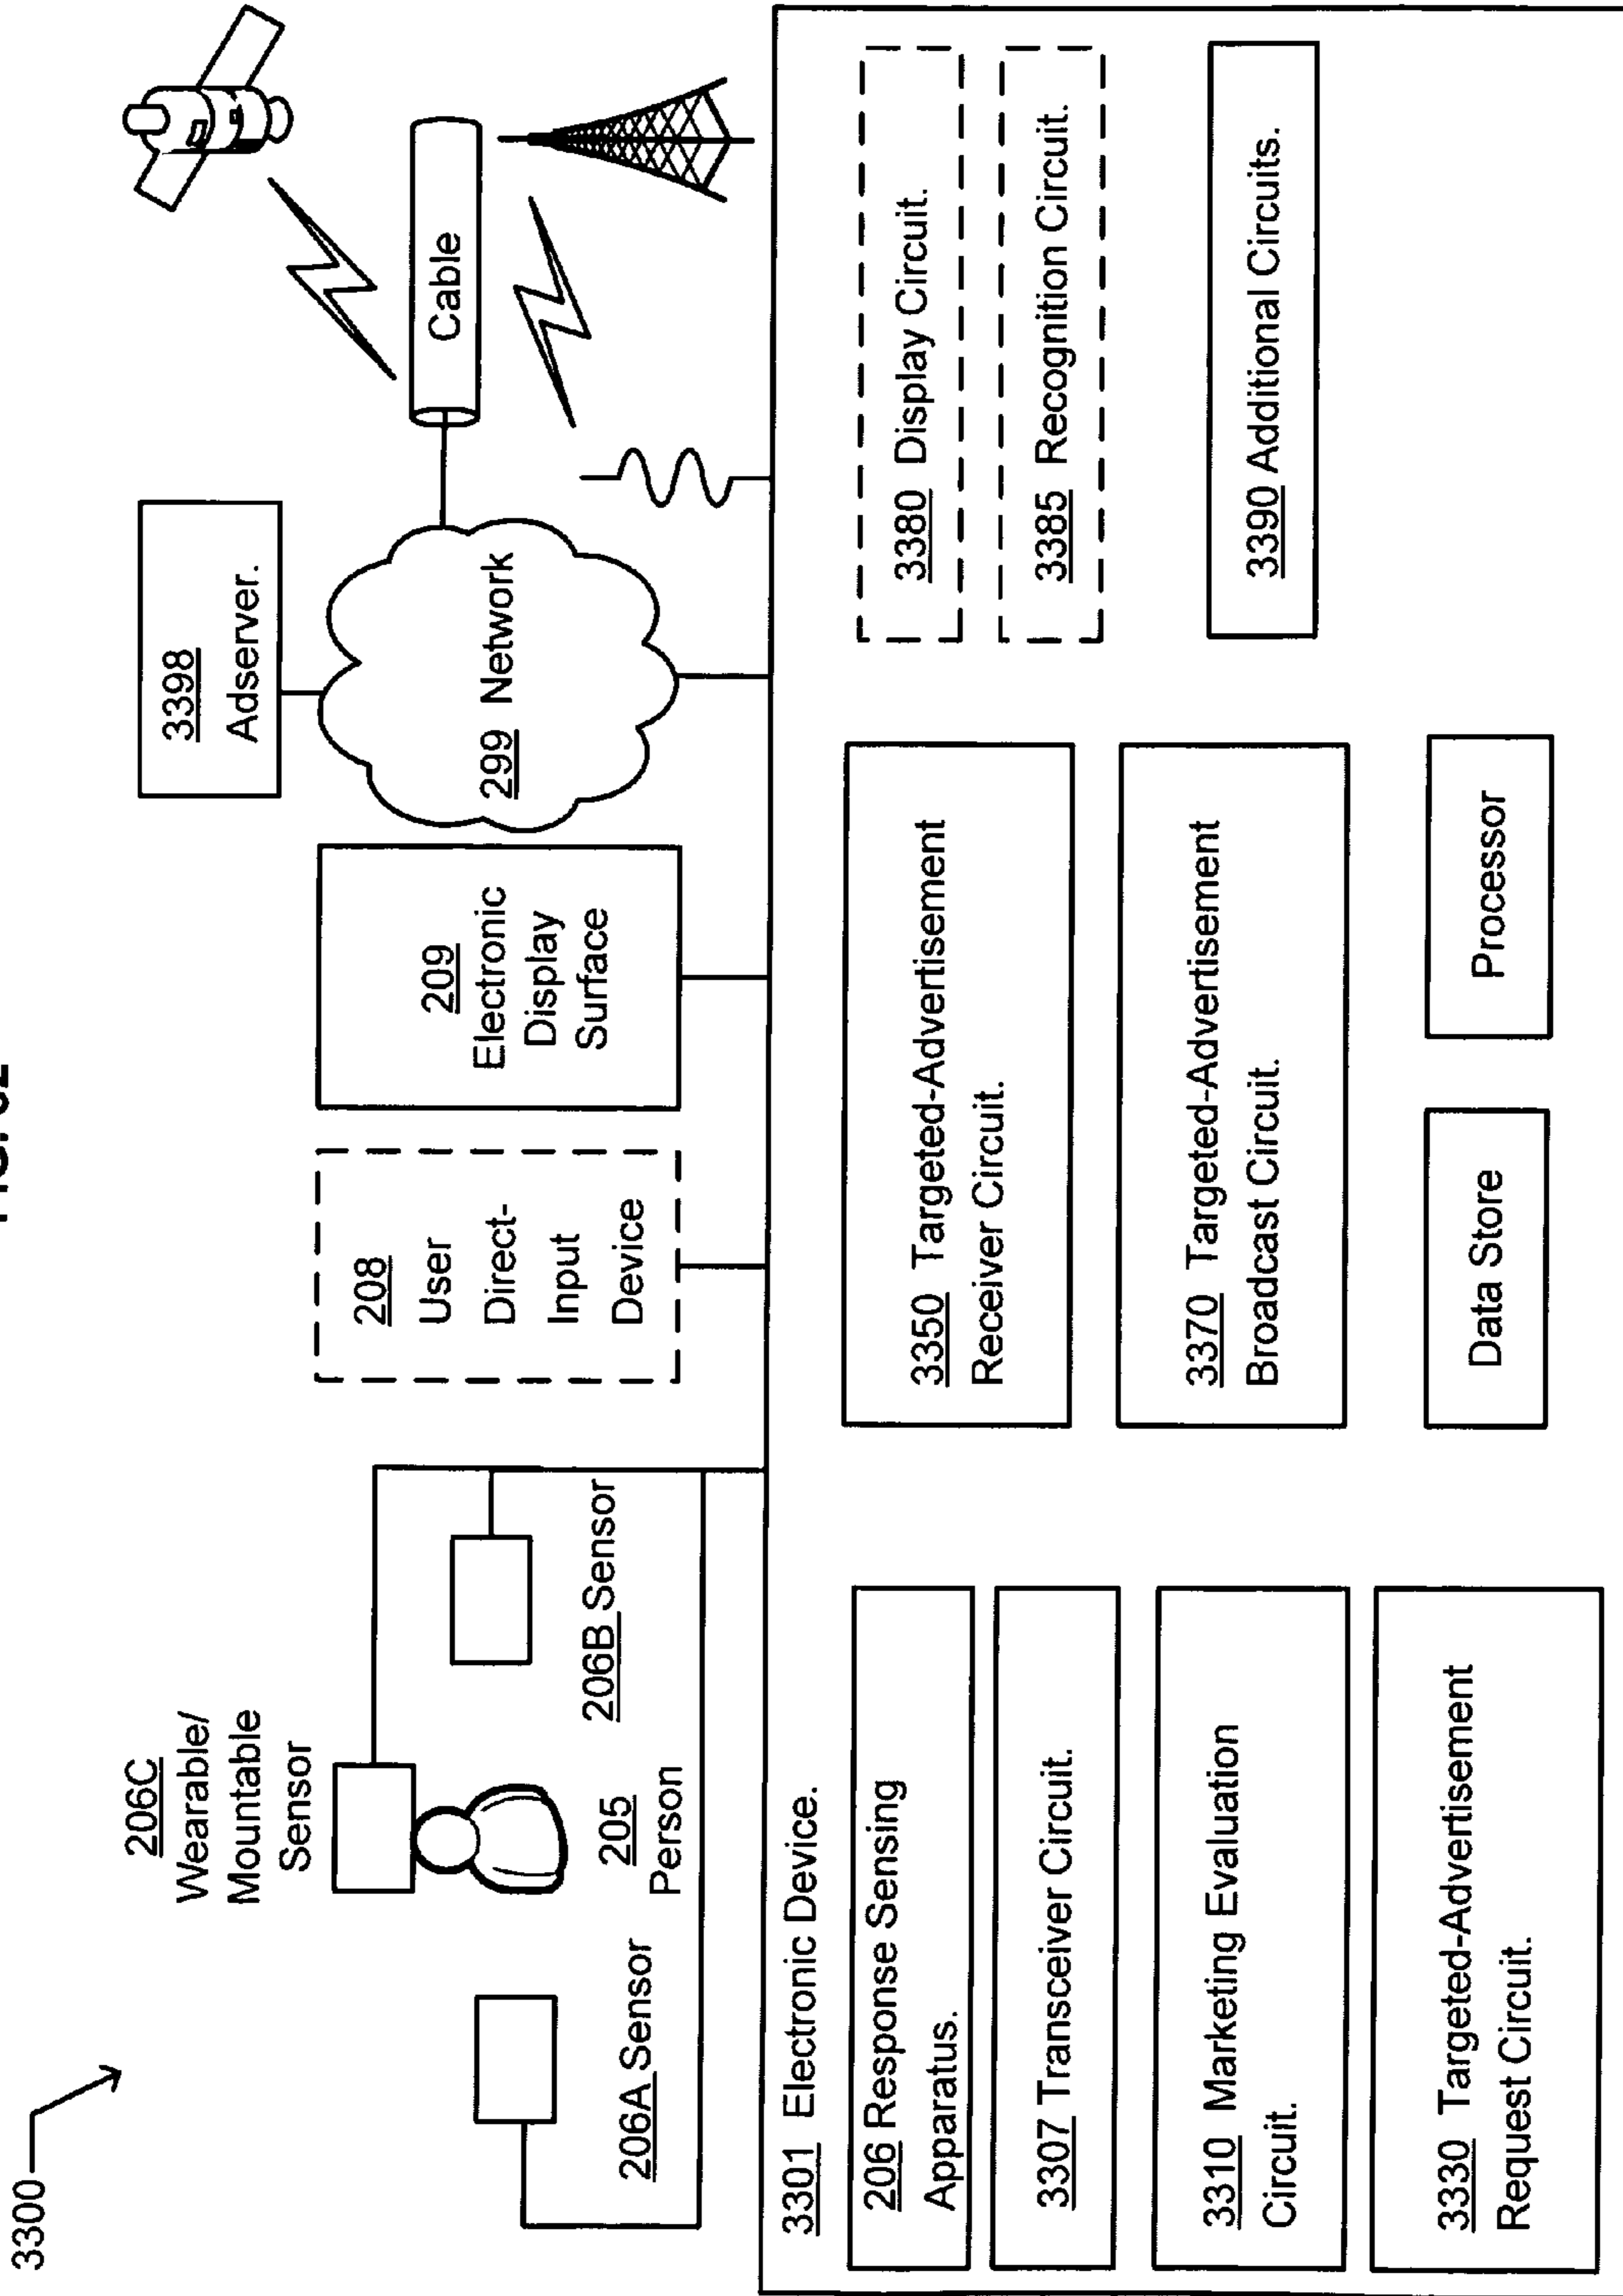 3300
206C
Wearable/
Mountable
Sensor
206A Sensor
205
Person
206B Sensor
208
User
Direct-
Input
Device
209
Electronic
Display
Surface
3398
Adserver.
299 Network
Cable
3301 Electronic Device.
206 Response Sensing
Apparatus.
3307 Transceiver Circuit.
3310 Marketing Evaluation
Circuit.
3330 Targeted-Advertisement
Request Circuit.
3350 Targeted-Advertisement
Receiver Circuit.
3370 Targeted-Advertisement
Broadcast Circuit.
Data Store
Processor
3380 Display Circuit.
3385 Recognition Circuit.
3390 Additional Circuits.